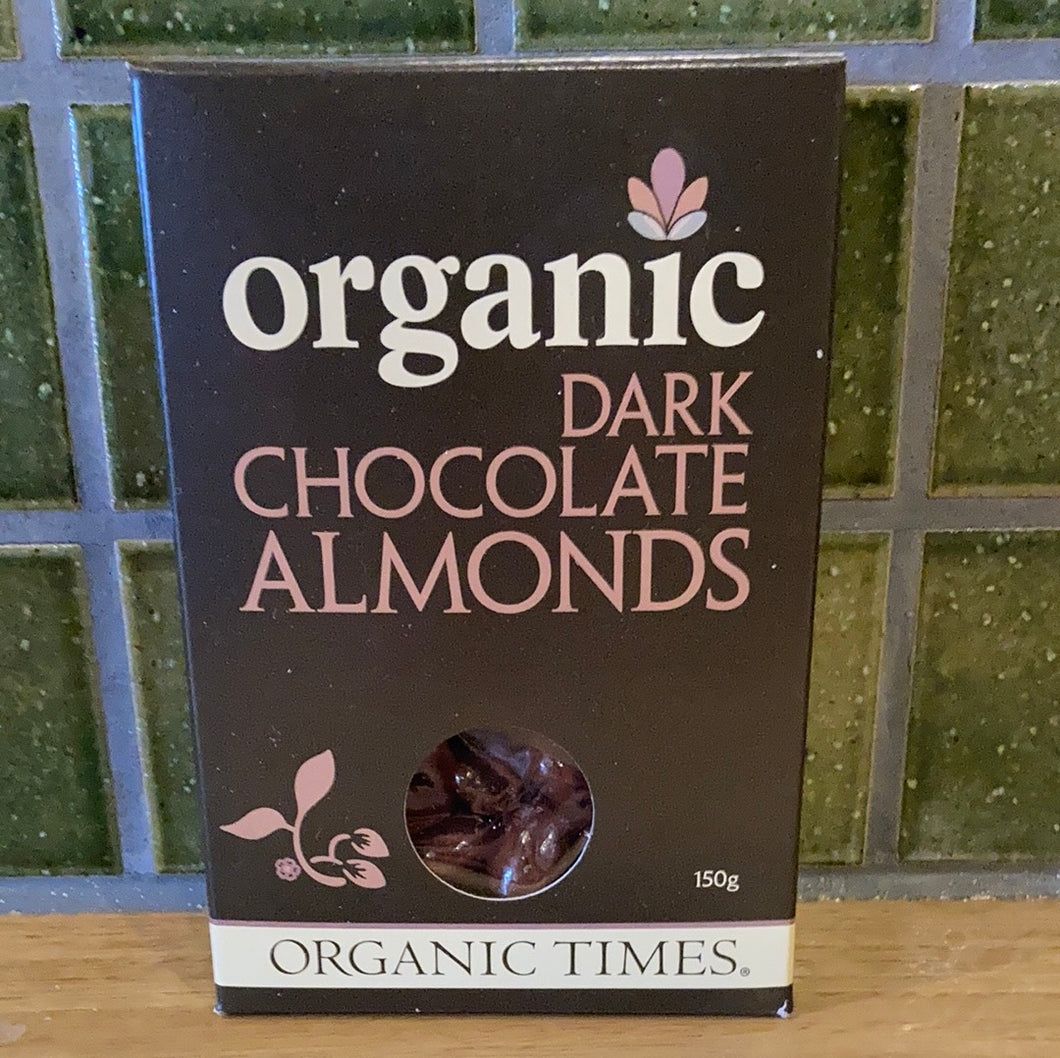 organic
DARK
CHOCOLATE
ALMONDS
150g
ORGANIC TIMES®